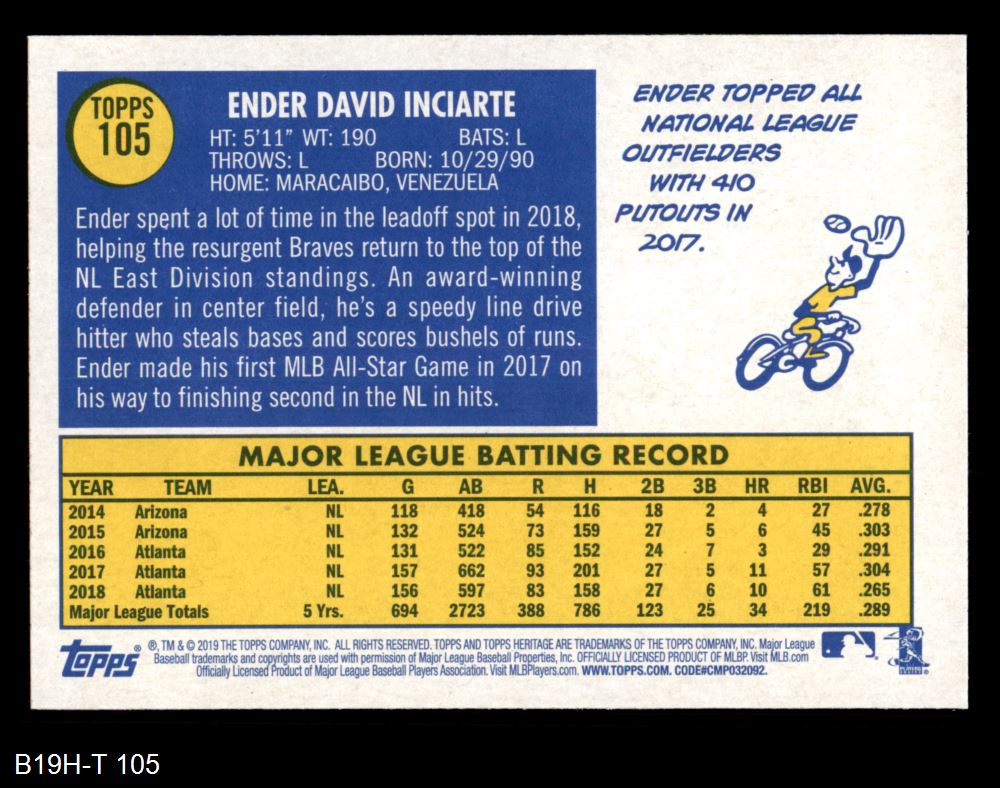 TOPPS
105
ENDER DAVID INCIARTE
HT: 5'11" WT: 190 BATS: L
THROWS: L BORN: 10/29/90
HOME: MARACAIBO, VENEZUELA
Ender spent a lot of time in the leadoff spot in 2018,
helping the resurgent Braves return to the top of the
NL East Division standings. An award-winning
defender in center field, he's a speedy line drive
hitter who steals bases and scores bushels of runs.
Ender made his first MLB All-Star Game in 2017 on
his way to finishing second in the NL in hits.
ENDER TOPPED ALL
NATIONAL LEAGUE
OUTFIELDERS
WITH 410
PUTOUTS IN
2017.
MAJOR LEAGUE BATTING RECORD
YEAR TEAM LEA. G AB R H 2B 3B HR RBI AVG.
2014 Arizona NL 118 418 54 116 18 2 4 27 .278
2015 Arizona NL 132 524 73 159 27 5 6 45 .303
2016 Atlanta NL 131 522 85 152 24 7 3 29 .291
2017 Atlanta NL 157 662 93 201 27 5 11 57 .304
2018 Atlanta NL 156 597 83 158 27 6 10 61 .265
Major League Totals 5 Yrs. 694 2723 388 786 123 25 34 219 .289
Topps ® ®, TM & © 2019 THE TOPPS COMPANY, INC. ALL RIGHTS RESERVED. TOPPS AND TOPPS HERITAGE ARE TRADEMARKS OF THE TOPPS COMPANY, INC. Major League
Baseball trademarks and copyrights are used with permission of Major League Baseball Properties, Inc. OFFICIALLY LICENSED PRODUCT OF MLBP. Visit MLB.com
Officially Licensed Product of Major League Baseball Players Association. Visit MLBPlayers.com. WWW.TOPPS.COM. CODE#CMP032092.
B19H-T 105